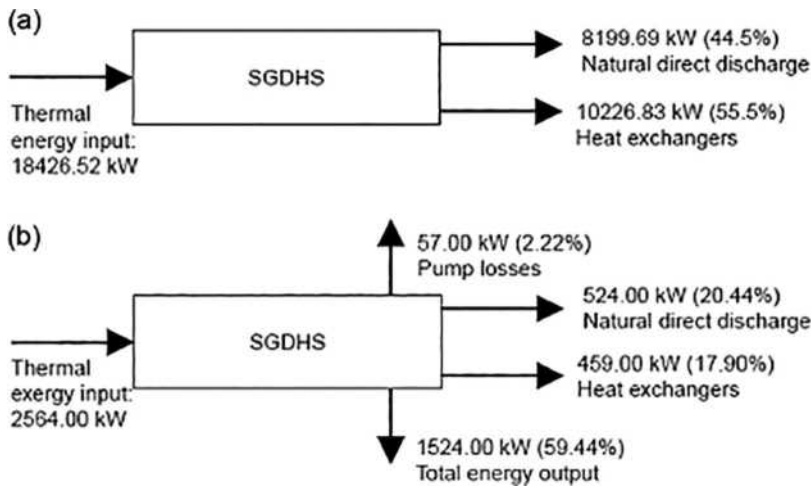 (a)
SGDHS
Thermal
energy input:
18426.52 kW
8199.69 kW (44.5%)
Natural direct discharge
10226.83 kW (55.5%)
Heat exchangers
(b)
57.00 kW (2.22%)
Pump losses
SGDHS
Thermal
exergy input:
2564.00 kW
524.00 kW (20.44%)
Natural direct discharge
459.00 kW (17.90%)
Heat exchangers
1524.00 kW (59.44%)
Total energy output